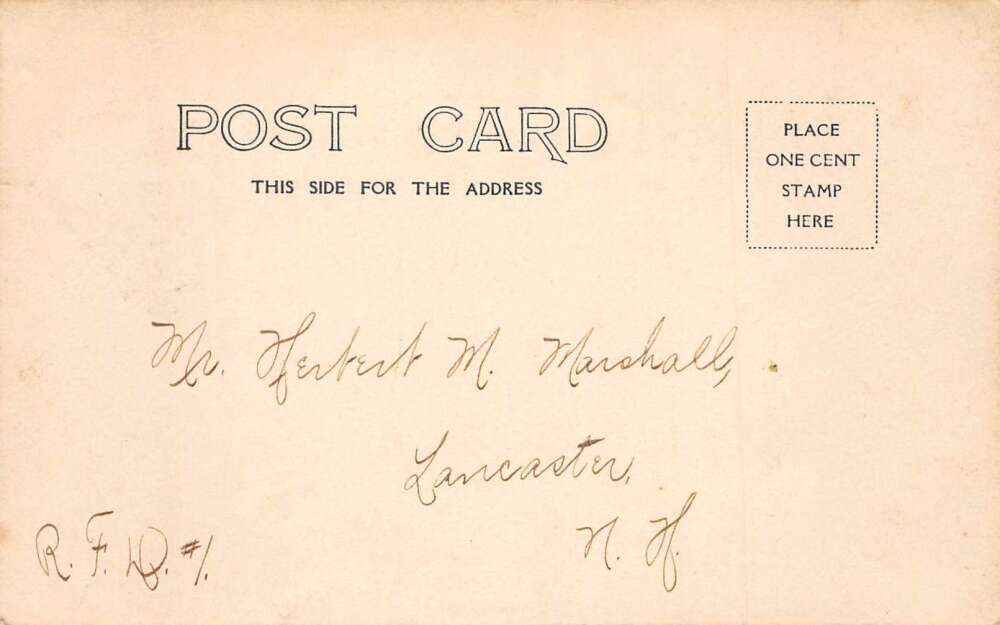 POST CARD
THIS SIDE FOR THE ADDRESS
PLACE
ONE CENT
STAMP
HERE
Mr. Herbert M. Marshall,
Lancaster,
N. H.
R. F. D. #1.